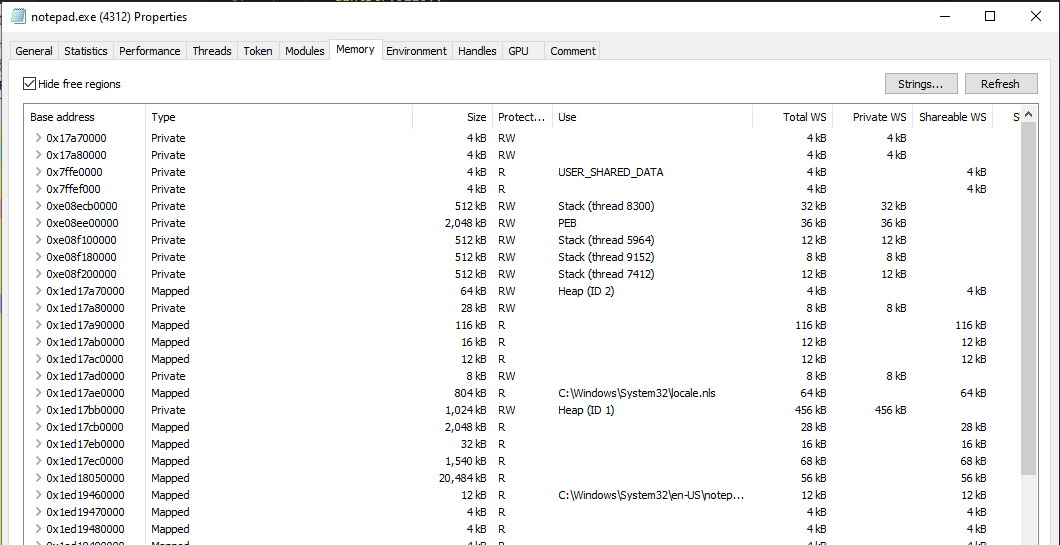 notepad.exe (4312) Properties
General Statistics Performance Threads Token Modules Memory Environment Handles GPU Comment
Hide free regions Strings... Refresh
Base address Type Size Protect... Use Total WS Private WS Shareable WS S
0x17a70000 Private 4 kB RW 4 kB 4 kB
0x17a80000 Private 4 kB RW 4 kB 4 kB
0x7ffe0000 Private 4 kB R USER_SHARED_DATA 4 kB 4 kB
0x7ffef000 Private 4 kB R 4 kB 4 kB
0xe08ecb0000 Private 512 kB RW Stack (thread 8300) 32 kB 32 kB
0xe08ee00000 Private 2,048 kB RW PEB 36 kB 36 kB
0xe08f100000 Private 512 kB RW Stack (thread 5964) 12 kB 12 kB
0xe08f180000 Private 512 kB RW Stack (thread 9152) 8 kB 8 kB
0xe08f200000 Private 512 kB RW Stack (thread 7412) 12 kB 12 kB
0x1ed17a70000 Mapped 64 kB RW Heap (ID 2) 4 kB 4 kB
0x1ed17a80000 Private 28 kB RW 8 kB 8 kB
0x1ed17a90000 Mapped 116 kB R 116 kB 116 kB
0x1ed17ab0000 Mapped 16 kB R 12 kB 12 kB
0x1ed17ac0000 Mapped 12 kB R 12 kB 12 kB
0x1ed17ad0000 Private 8 kB RW 8 kB 8 kB
0x1ed17ae0000 Mapped 804 kB R C:\Windows\System32\locale.nls 64 kB 64 kB
0x1ed17bb0000 Private 1,024 kB RW Heap (ID 1) 456 kB 456 kB
0x1ed17cb0000 Mapped 2,048 kB R 28 kB 28 kB
0x1ed17eb0000 Mapped 32 kB R 16 kB 16 kB
0x1ed17ec0000 Mapped 1,540 kB R 68 kB 68 kB
0x1ed18050000 Mapped 20,484 kB R 56 kB 56 kB
0x1ed19460000 Mapped 12 kB R C:\Windows\System32\en-US\notep... 12 kB 12 kB
0x1ed19470000 Mapped 4 kB R 4 kB 4 kB
0x1ed19480000 Mapped 4 kB R 4 kB 4 kB